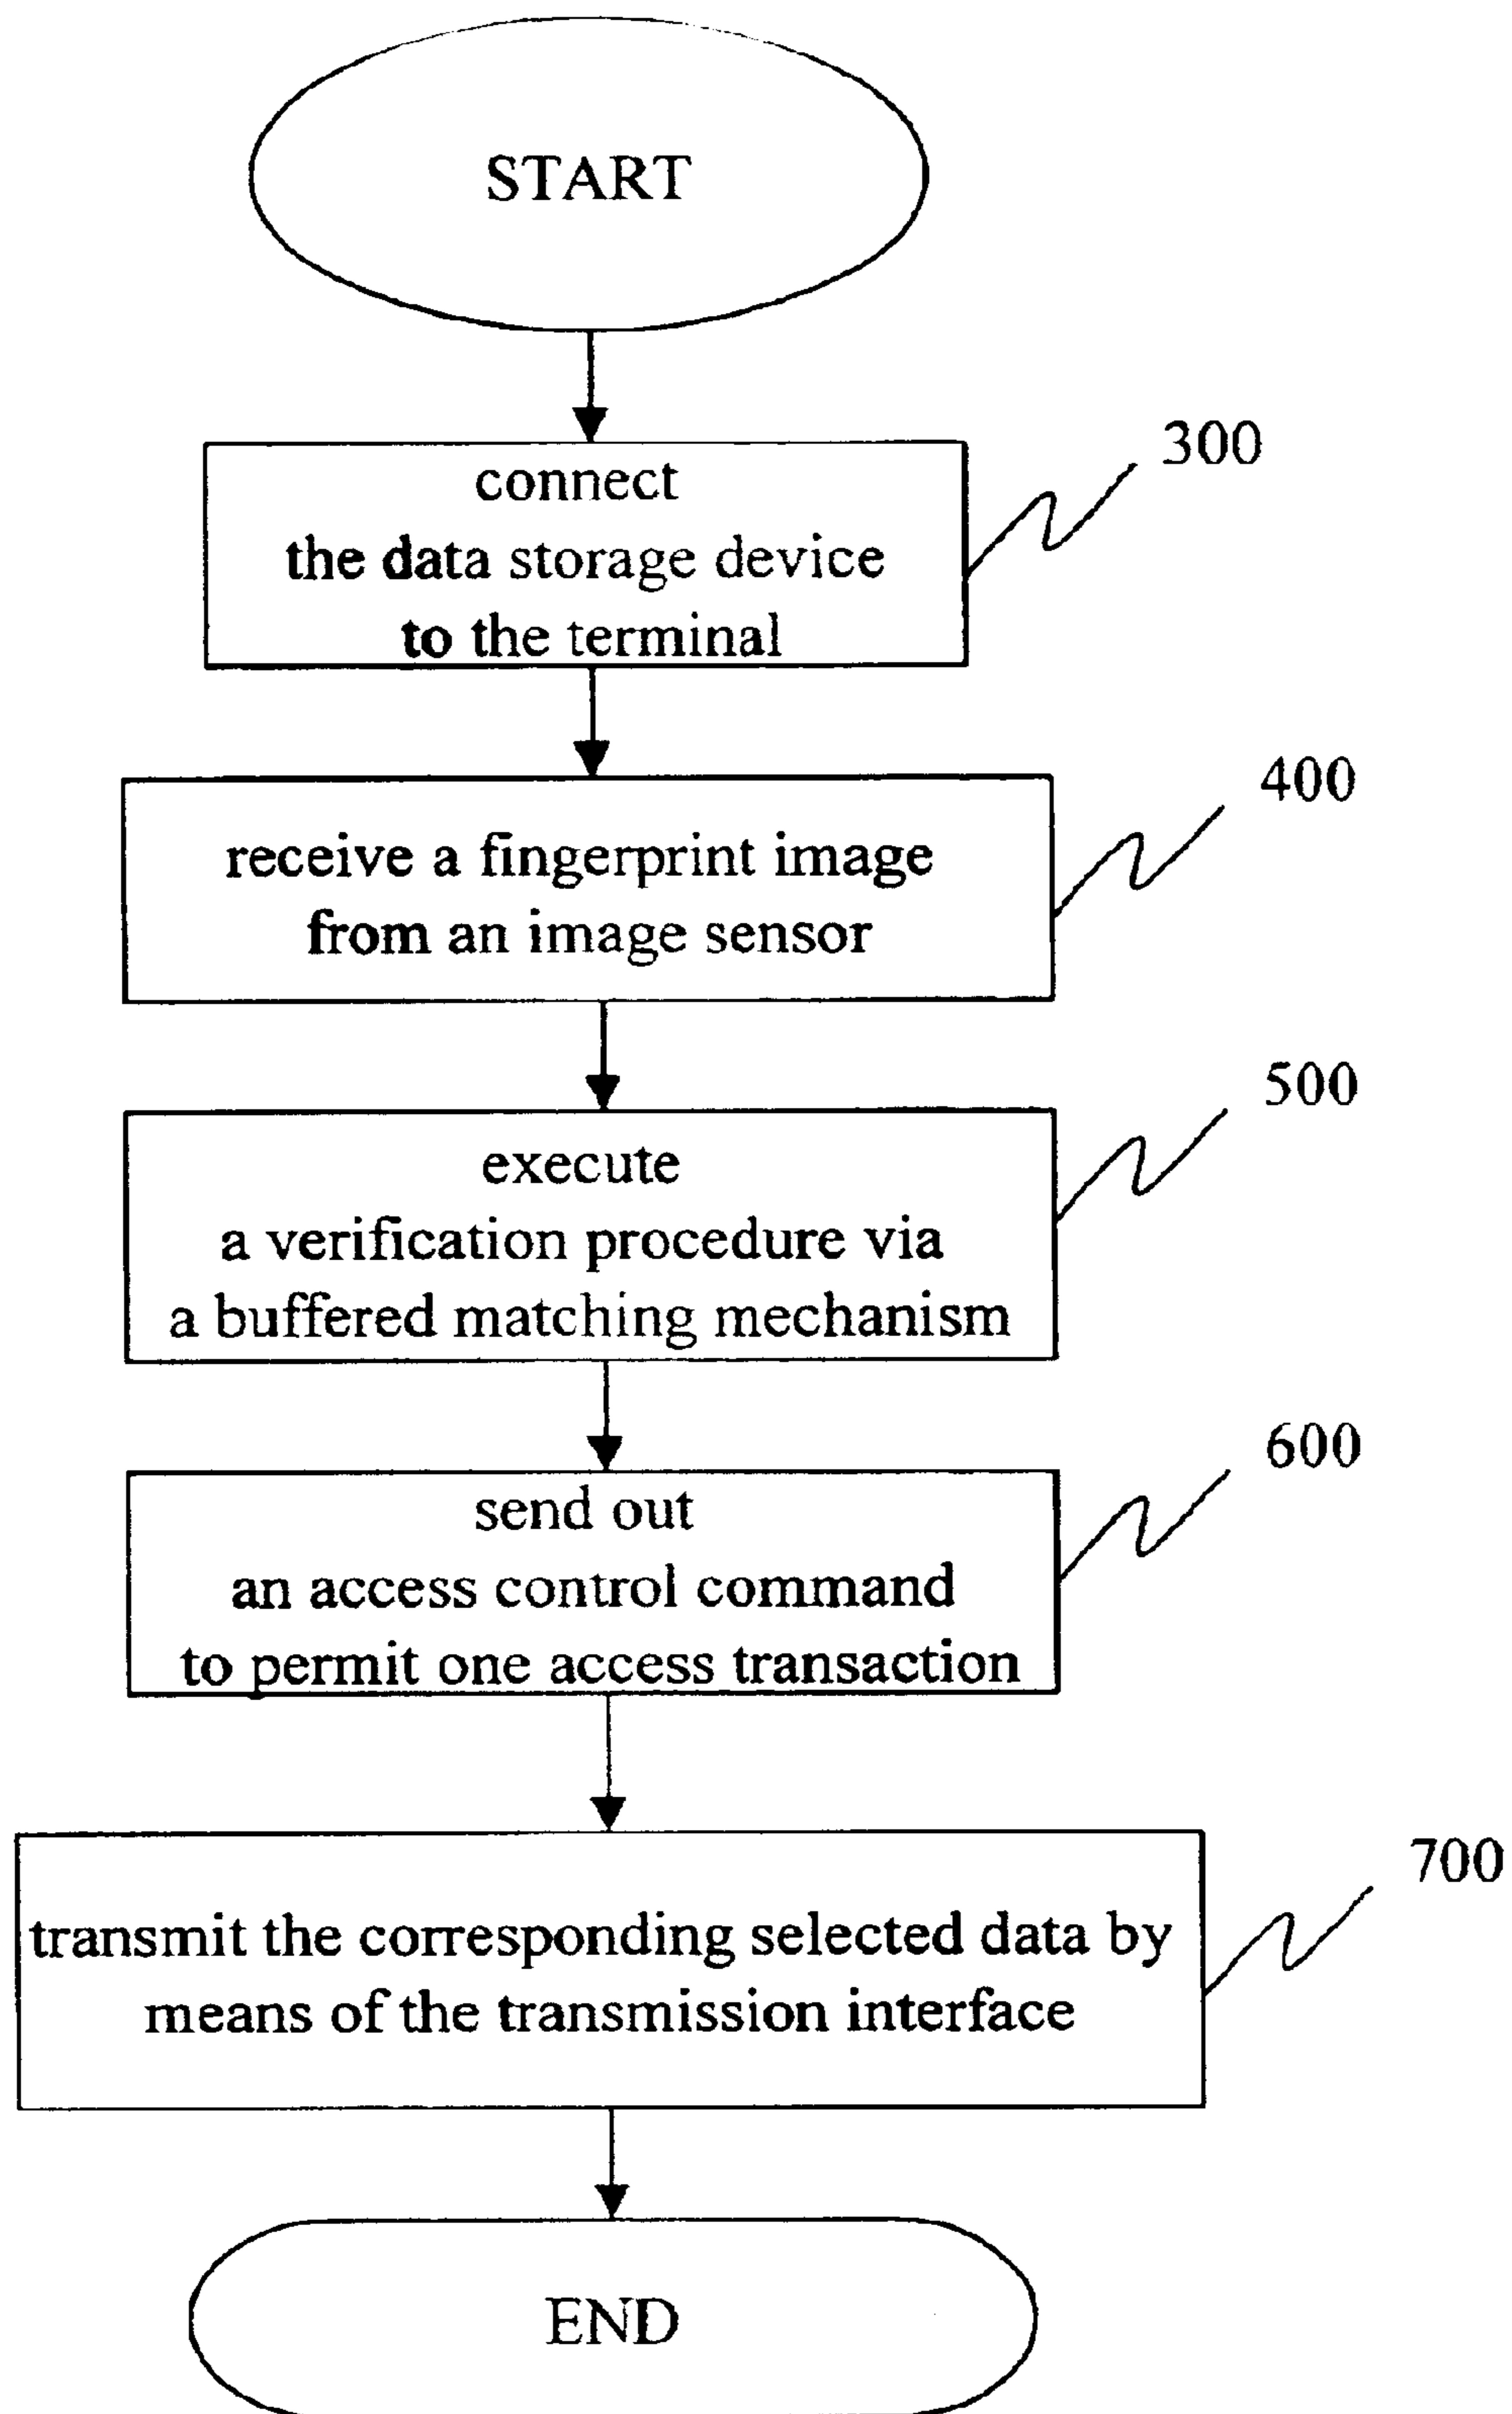 START
300
connect
the data storage device
to the terminal
400
receive a fingerprint image
from an image sensor
500
execute
a verification procedure via
a buffered matching mechanism
600
send out
an access control command
to permit one access transaction
700
transmit the corresponding selected data by
means of the transmission interface
END